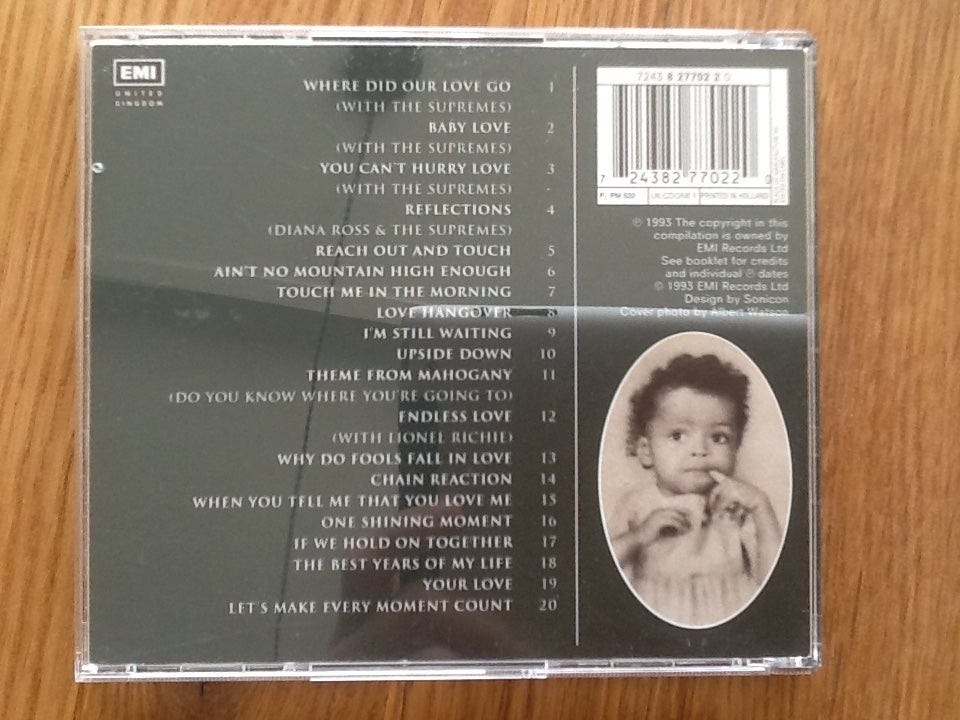 EMI
UNITED
KINGDOM
WHERE DID OUR LOVE GO 1
(WITH THE SUPREMES)
BABY LOVE 2
(WITH THE SUPREMES)
YOU CAN'T HURRY LOVE 3
(WITH THE SUPREMES)
REFLECTIONS 4
(DIANA ROSS & THE SUPREMES)
REACH OUT AND TOUCH 5
AIN'T NO MOUNTAIN HIGH ENOUGH 6
TOUCH ME IN THE MORNING 7
LOVE HANGOVER 8
I'M STILL WAITING 9
UPSIDE DOWN 10
THEME FROM MAHOGANY 11
(DO YOU KNOW WHERE YOU'RE GOING TO)
ENDLESS LOVE 12
(WITH LIONEL RICHIE)
WHY DO FOOLS FALL IN LOVE 13
CHAIN REACTION 14
WHEN YOU TELL ME THAT YOU LOVE ME 15
ONE SHINING MOMENT 16
IF WE HOLD ON TOGETHER 17
THE BEST YEARS OF MY LIFE 18
YOUR LOVE 19
LET'S MAKE EVERY MOMENT COUNT 20
7243 8 27702 2 0
7 24382 77022 0
PRINTED IN HOLLAND
℗ 1993 The copyright in this
compilation is owned by
EMI Records Ltd
See booklet for credits
and individual ℗ dates
© 1993 EMI Records Ltd
Design by Sonicon
Cover photo by Albert Watson